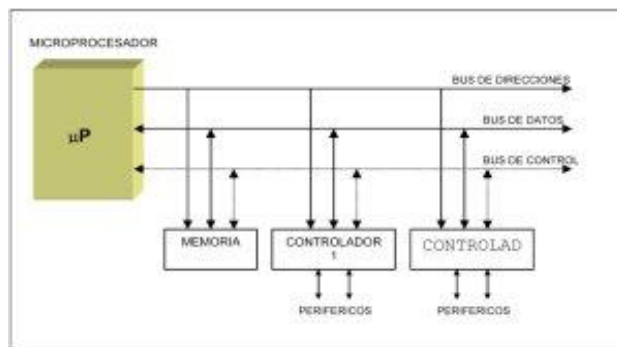 MICROPROCESADOR
BUS DE DIRECCIONES
µP
BUS DE DATOS
BUS DE CONTROL
MEMORIA
CONTROLADOR
1
CONTROLAD
PERIFERICOS
PERIFERICOS